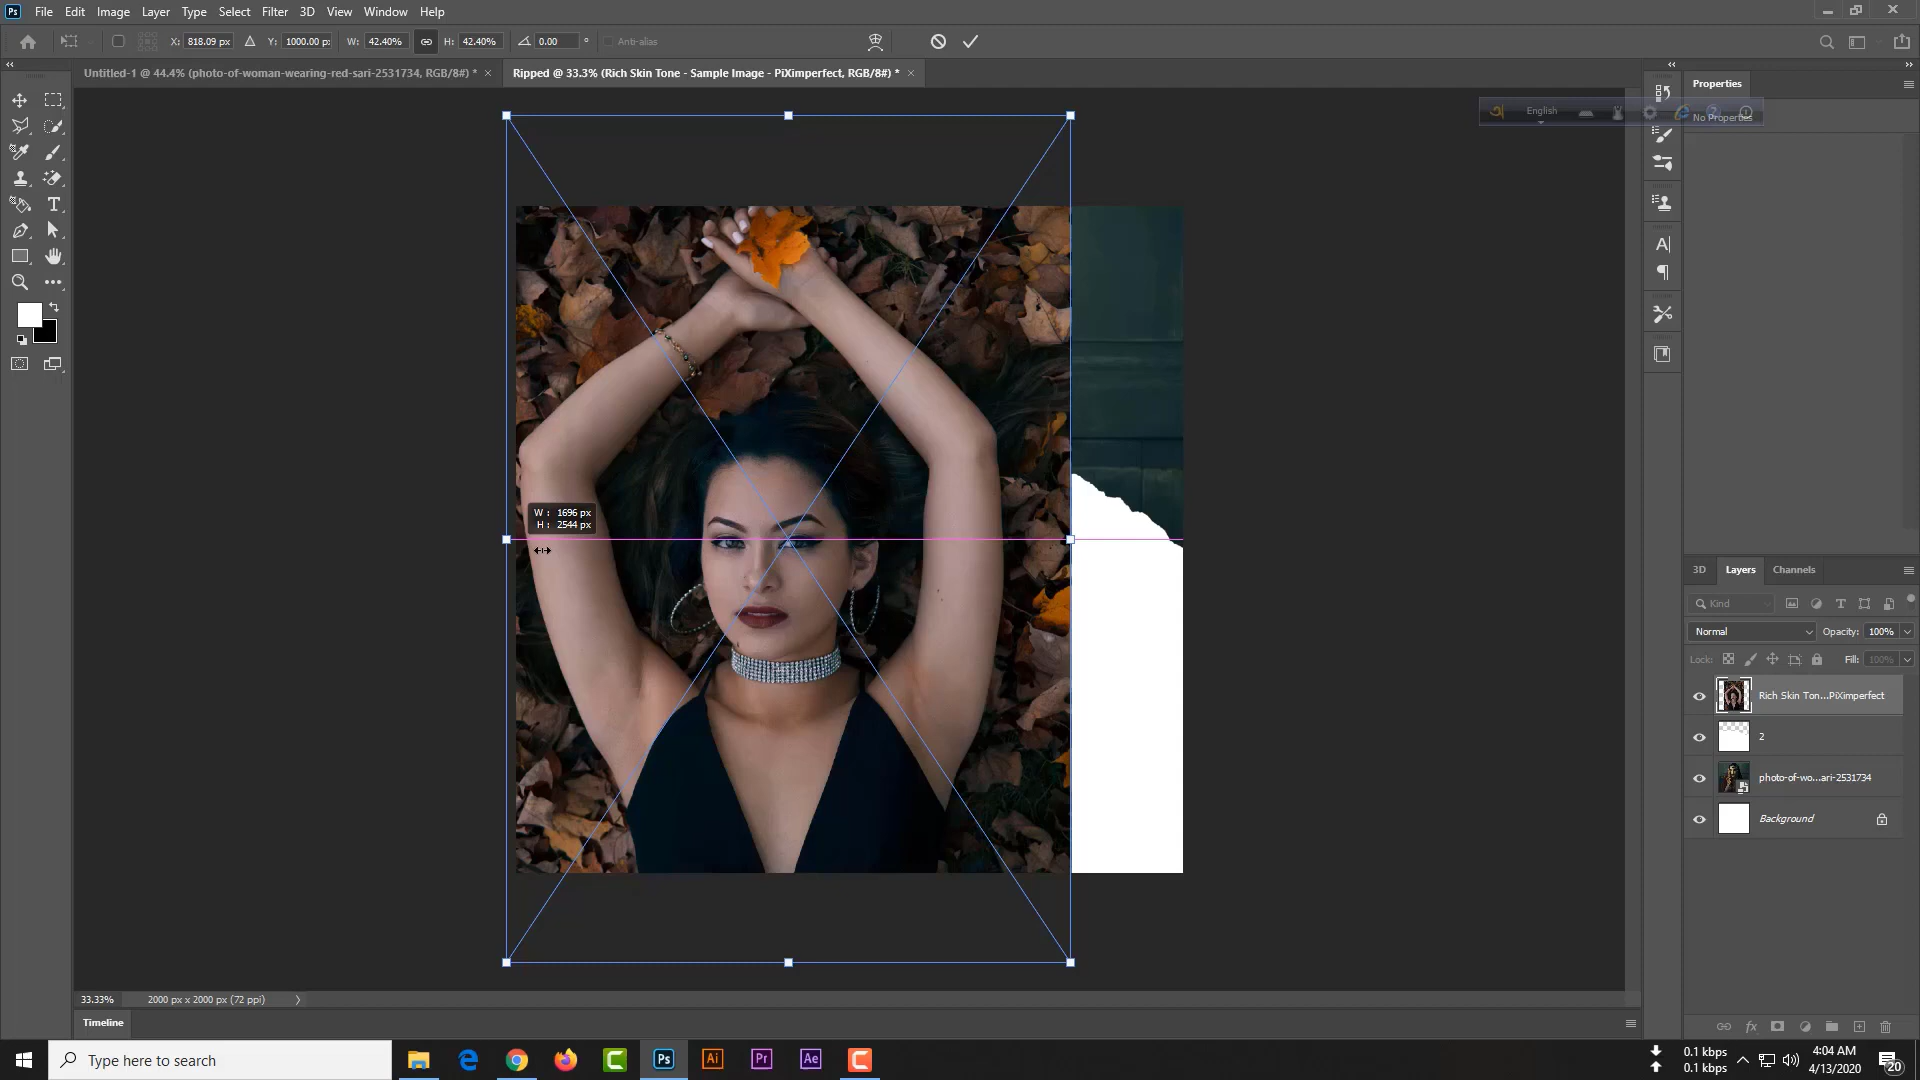 Ps File Edit Image Layer Type Select Filter 3D View Window Help
X: 818.09 px Y: 1000.00 p: W: 42.40% H: 42.40% 0.00 ° Anti-alias
Untitled-1 @ 44.4% (photo-of-woman-wearing-red-sari-2531734, RGB/8#) * ×
Ripped @ 33.3% (Rich Skin Tone - Sample Image - PiXimperfect, RGB/8#) * ×
Properties
English
No Properties
W : 1696 px
H : 2544 px
3D Layers Channels
Kind
Normal Opacity: 100%
Lock: Fill: 100%
Rich Skin Ton...PiXimperfect
2
photo-of-wo...ari-2531734
Background
33.33% 2000 px x 2000 px (72 ppi)
Timeline
Type here to search
Ps Ai Pr Ae
0.1 kbps
0.1 kbps
4:04 AM
4/13/2020
20